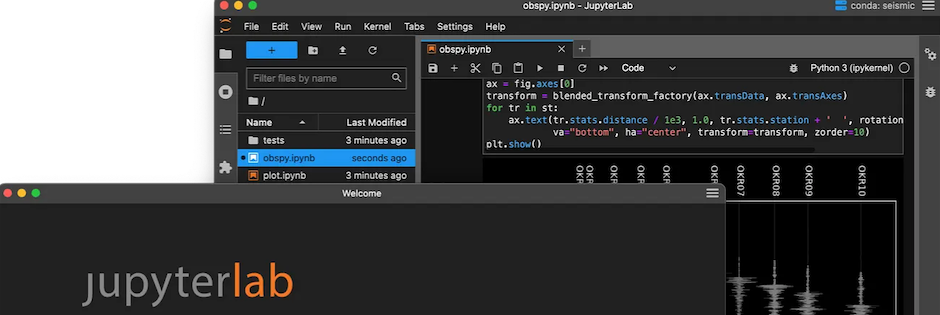 obspy.ipynb - JupyterLab
conda: seismic
File Edit View Run Kernel Tabs Settings Help
+
obspy.ipynb × +
Code
Python 3 (ipykernel)
Filter files by name
/
Name Last Modified
tests 3 minutes ago
obspy.ipynb seconds ago
plot.ipynb 3 minutes ago
ax = fig.axes[0]
transform = blended_transform_factory(ax.transData, ax.transAxes)
for tr in st:
    ax.text(tr.stats.distance / 1e3, 1.0, tr.stats.station + '  ', rotation
            va="bottom", ha="center", transform=transform, zorder=10)
plt.show()
OKR07
OKR08
OKR09
OKR10
Welcome
jupyterlab